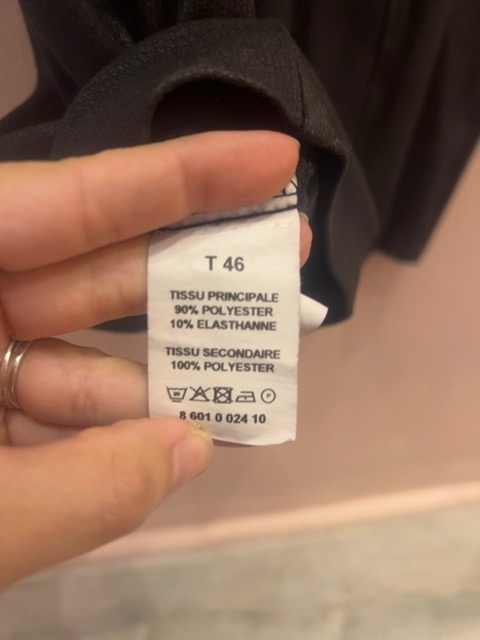 T 46
TISSU PRINCIPALE
90% POLYESTER
10% ELASTHANNE
TISSU SECONDAIRE
100% POLYESTER
P
8 601 0 024 10